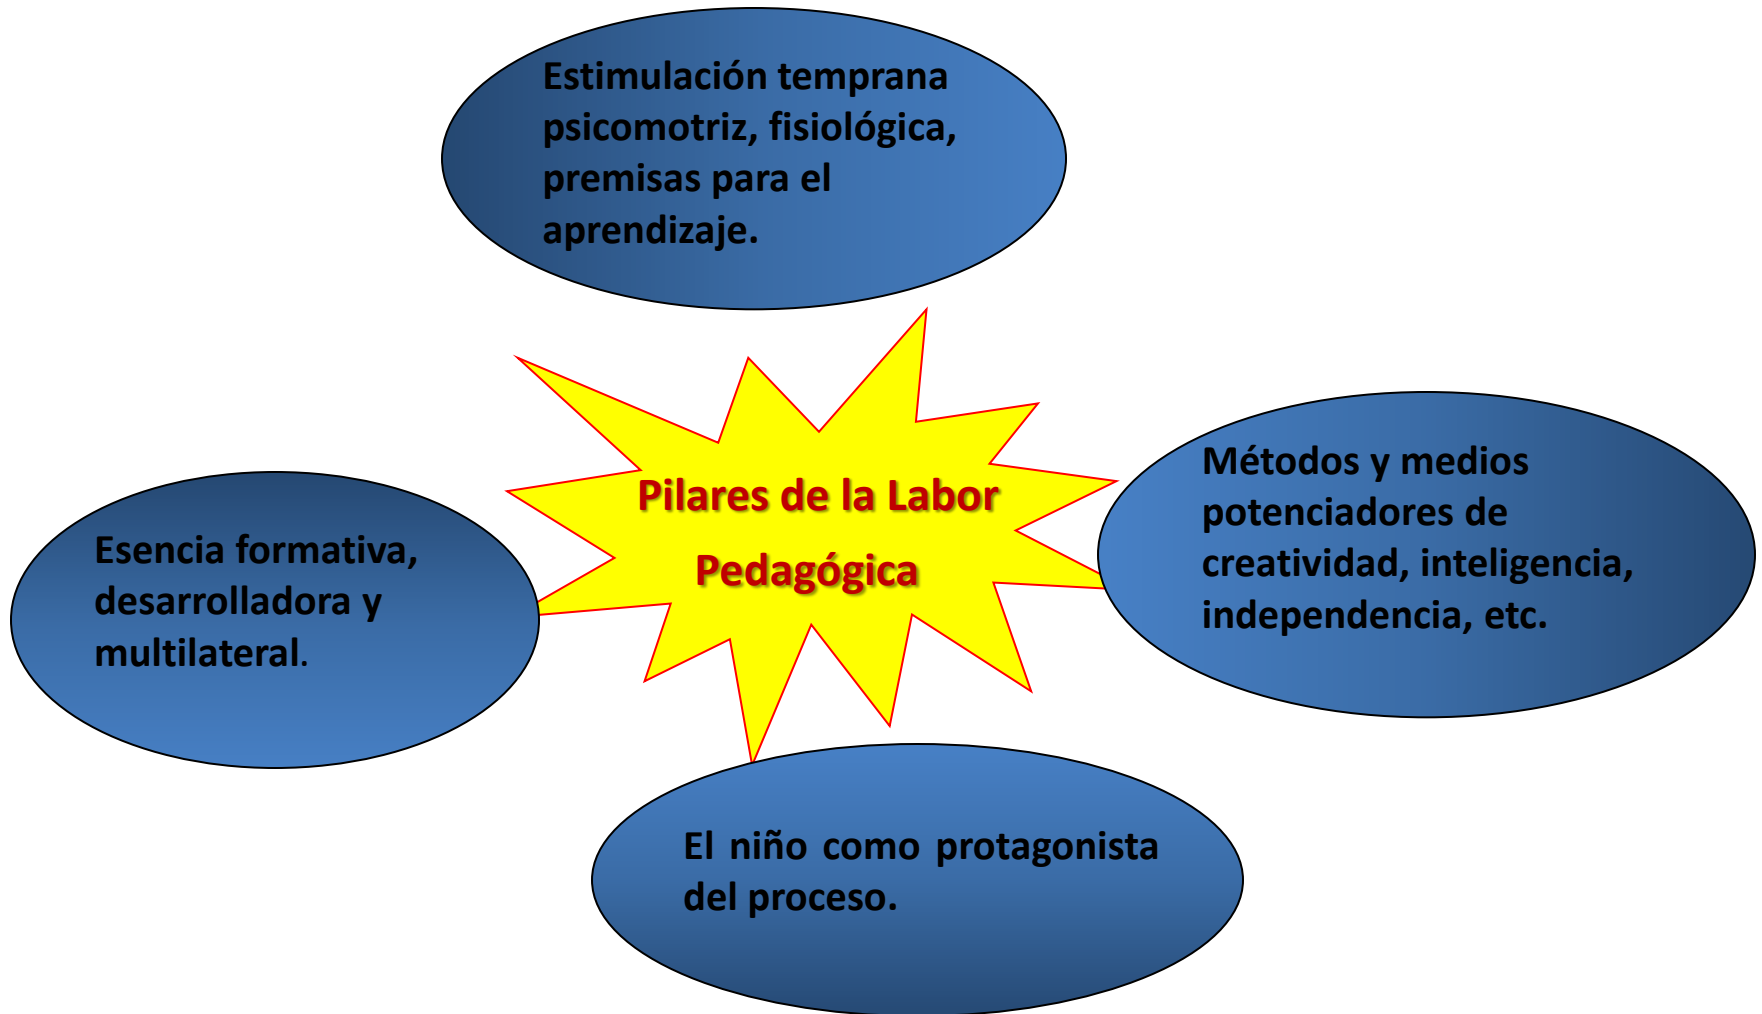 Estimulación temprana
psicomotriz, fisiológica,
premisas para el
aprendizaje.
Pilares de la Labor
Pedagógica
Métodos y medios
potenciadores de
creatividad, inteligencia,
independencia, etc.
Esencia formativa,
desarrolladora y
multilateral.
El niño como protagonista
del proceso.